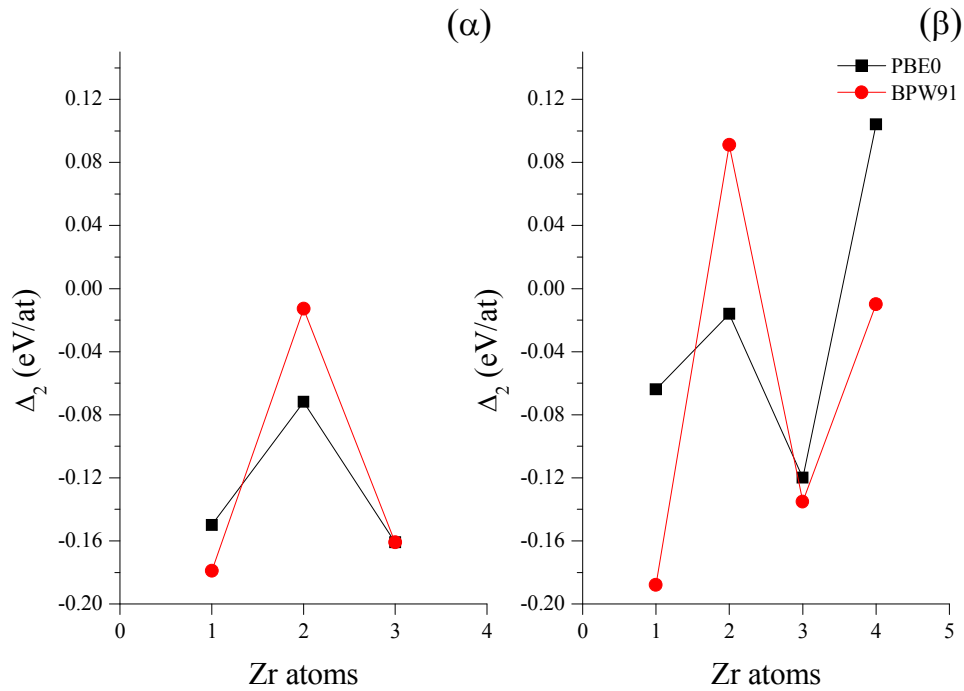 (α)
0.12
0.08
0.04
0.00
-0.04
-0.08
-0.12
-0.16
-0.20
Δ2 (eV/at)
0 1 2 3 4
Zr atoms
(β)
PBE0
BPW91
0.12
0.08
0.04
0.00
-0.04
-0.08
-0.12
-0.16
-0.20
Δ2 (eV/at)
0 1 2 3 4 5
Zr atoms